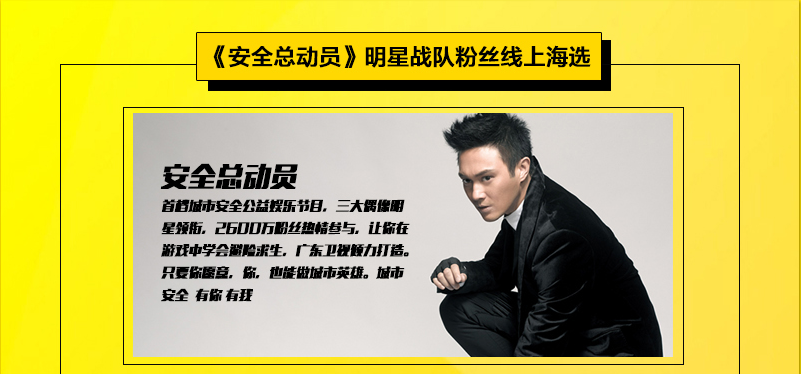 《安全总动员》明星战队粉丝线上海选
安全总动员
首档城市安全公益娱乐节目，三大偶像明
星领衔，2600万粉丝热情参与，让你在
游戏中学会避险求生，广东卫视倾力打造。
只要你愿意，你，也能做城市英雄。城市
安全 有你 有我